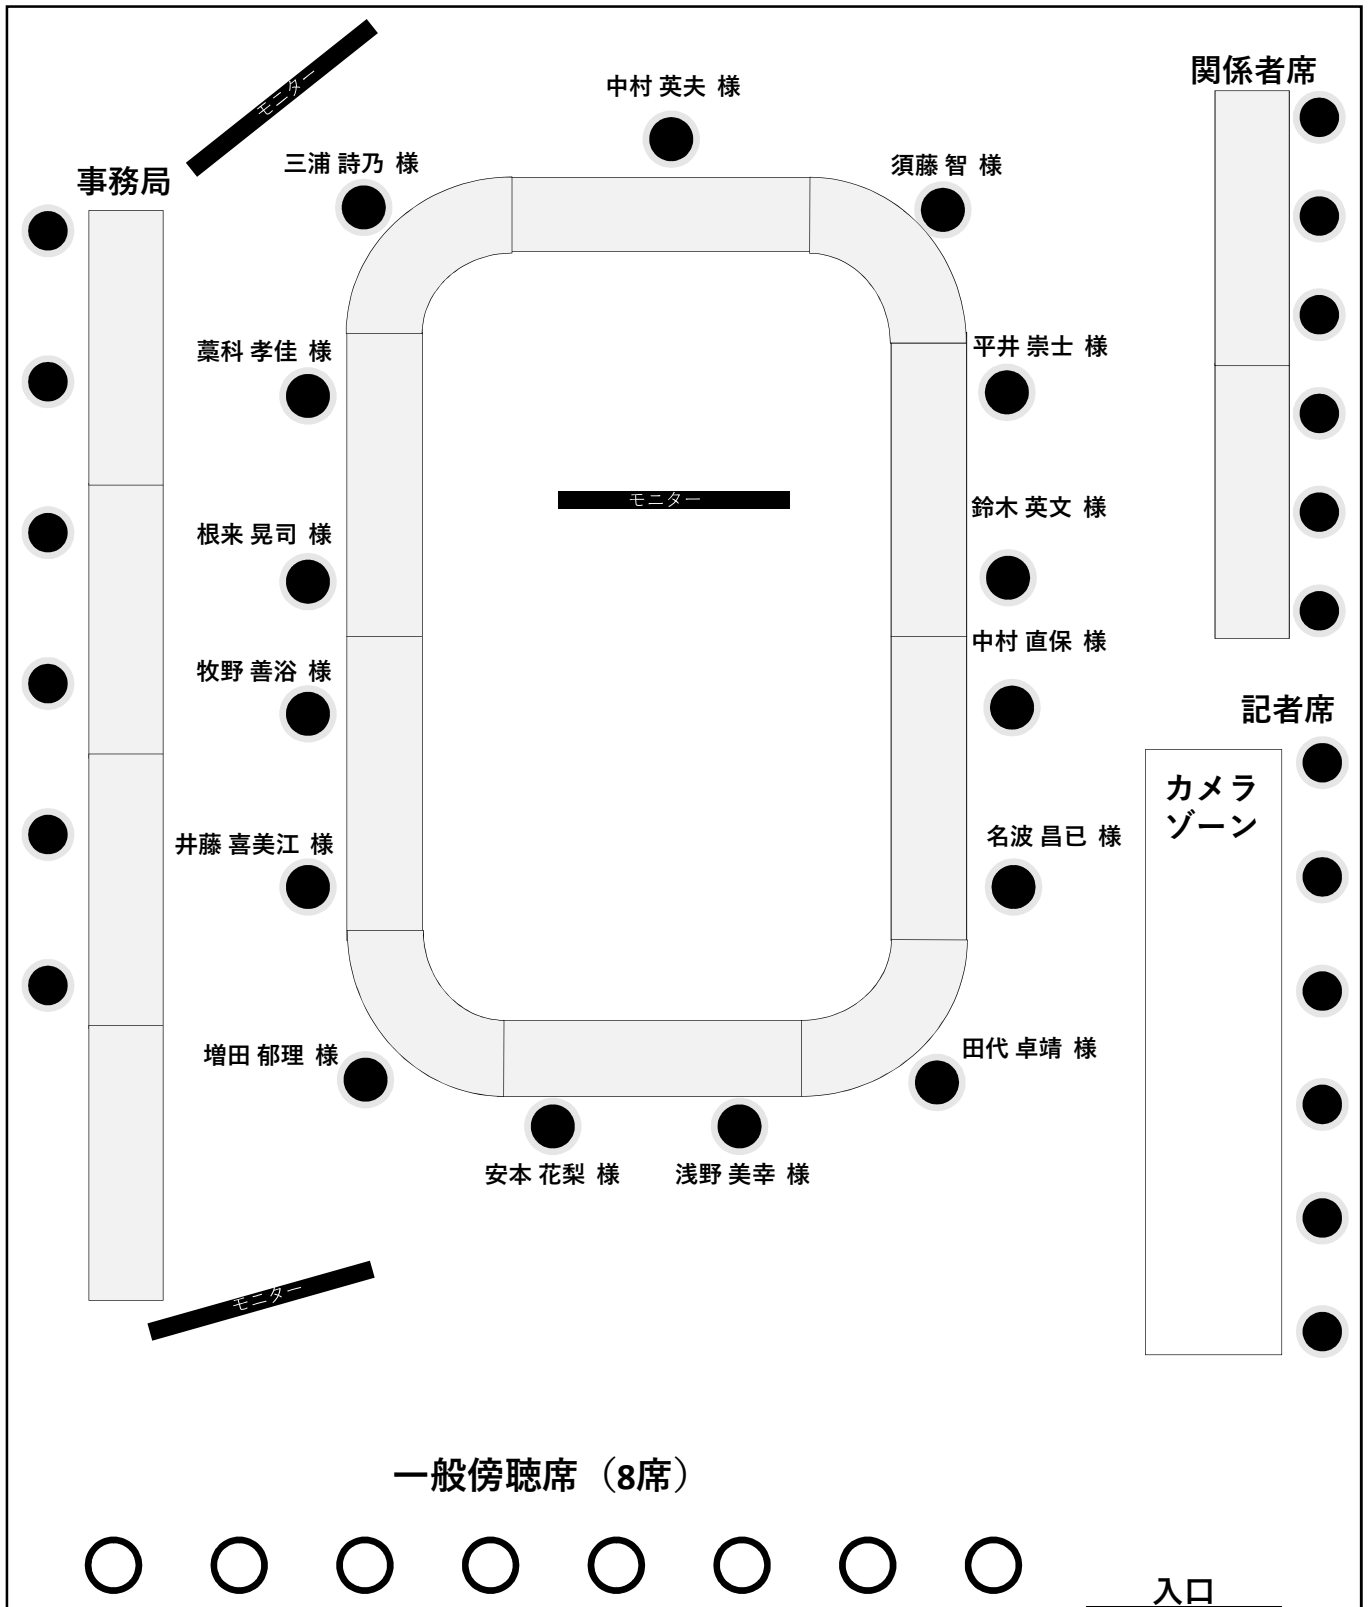 モニター
中村 英夫 様
関係者席
三浦 詩乃 様
須藤 智 様
事務局
藁科 孝佳 様
平井 崇士 様
モニター
鈴木 英文 様
根来 晃司 様
中村 直保 様
牧野 善浴 様
記者席
カメラ
ゾーン
名波 昌已 様
井藤 喜美江 様
増田 郁理 様
田代 卓靖 様
安本 花梨 様
浅野 美幸 様
モニター
一般傍聴席（8席）
入口